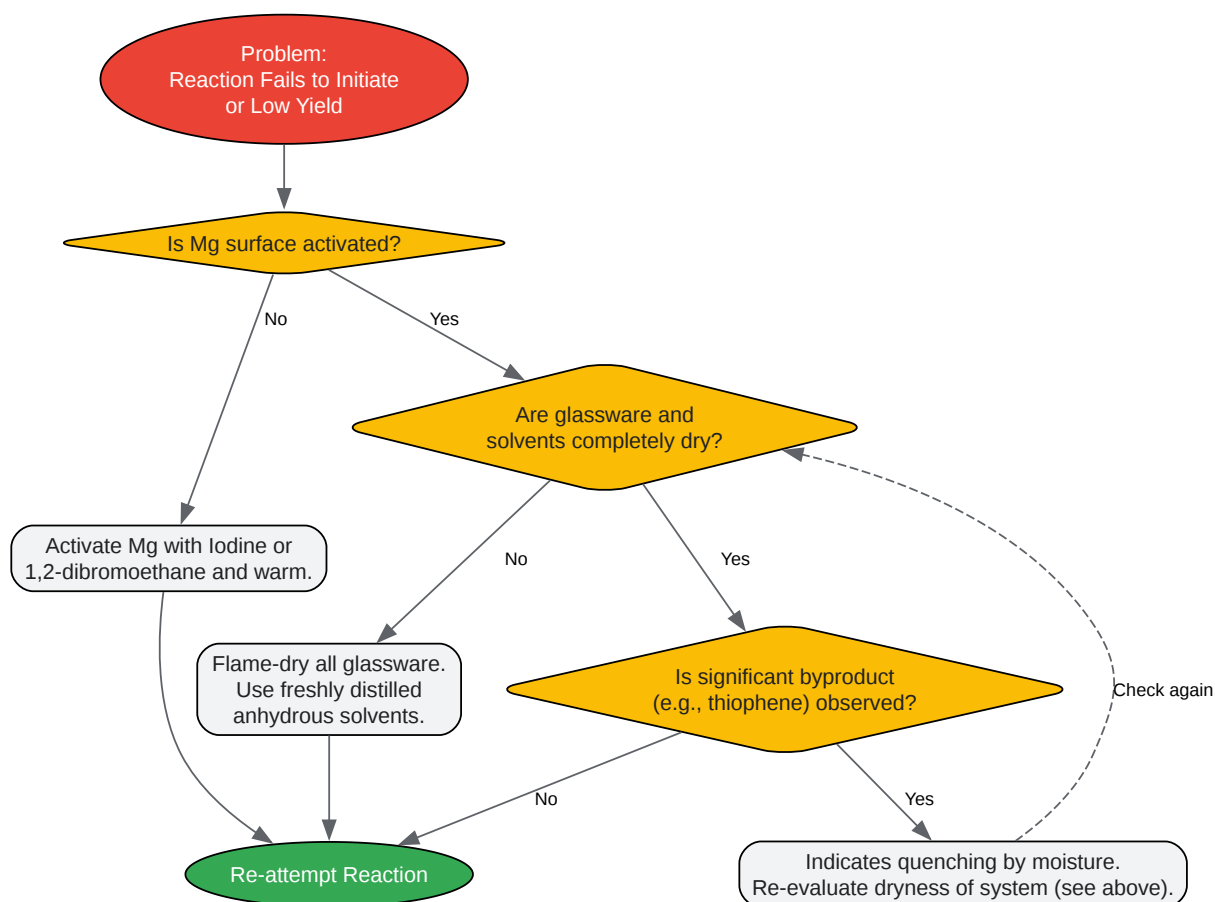 Problem:
Reaction Fails to Initiate
or Low Yield
Is Mg surface activated?
No
Yes
Are glassware and
solvents completely dry?
Activate Mg with Iodine or
1,2-dibromoethane and warm.
No
Yes
Flame-dry all glassware.
Use freshly distilled
anhydrous solvents.
Is significant byproduct
(e.g., thiophene) observed?
Check again
No
Yes
Re-attempt Reaction
Indicates quenching by moisture.
Re-evaluate dryness of system (see above).